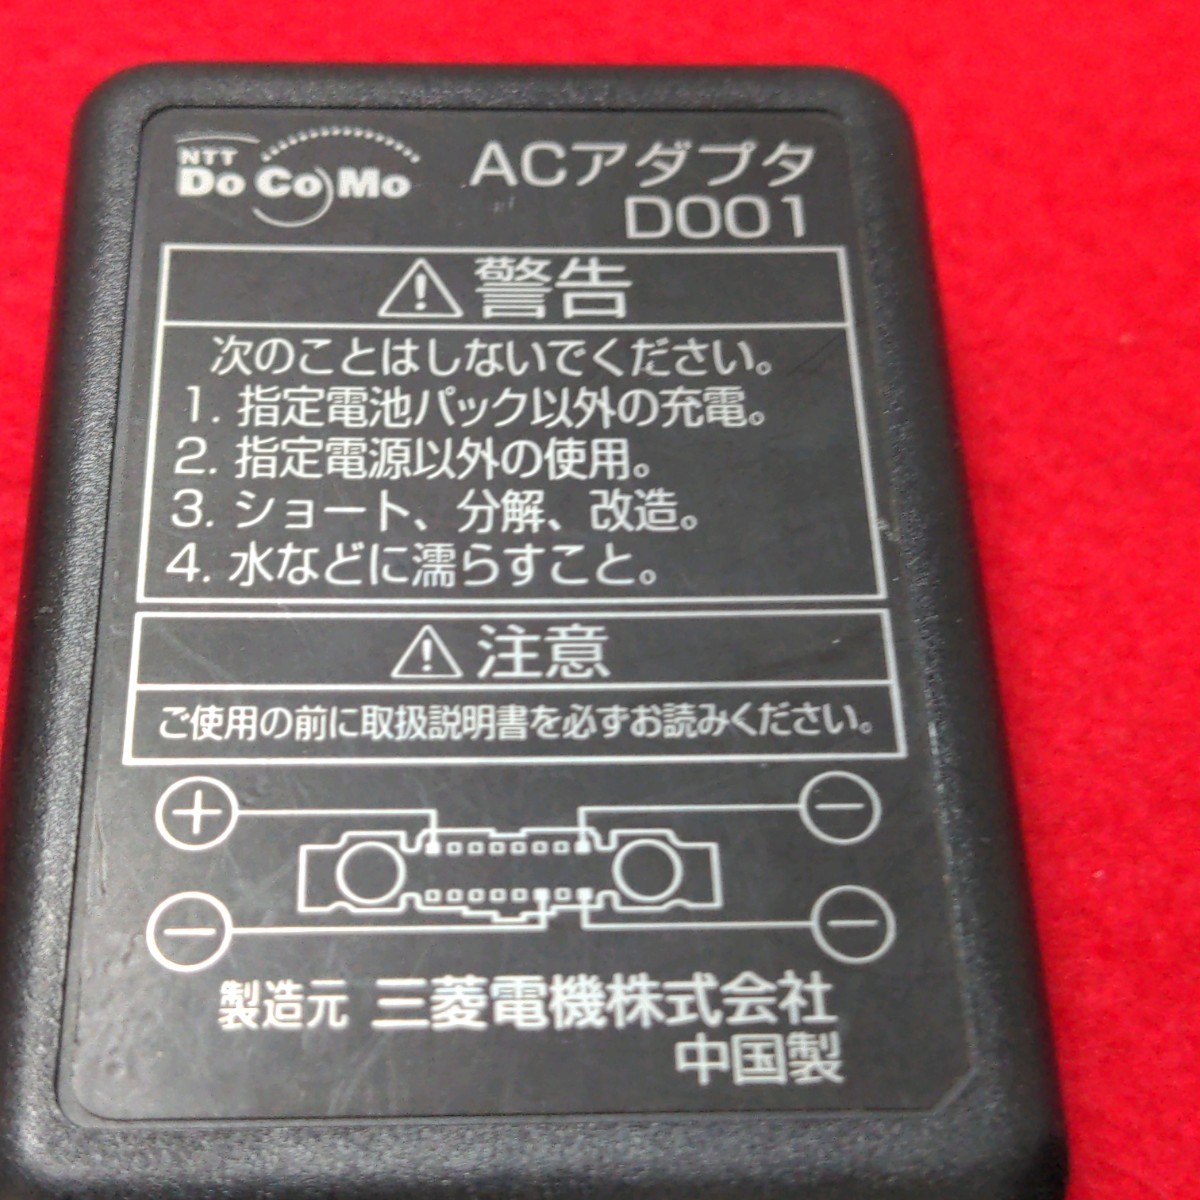 NTT
DoCoMo
ACアダプタ
D001
警告
次のことはしないでください。
1. 指定電池パック以外の充電。
2. 指定電源以外の使用。
3. ショート、分解、改造。
4. 水などに濡らすこと。
注意
ご使用の前に取扱説明書を必ずお読みください。
製造元 三菱電機株式会社
中国製